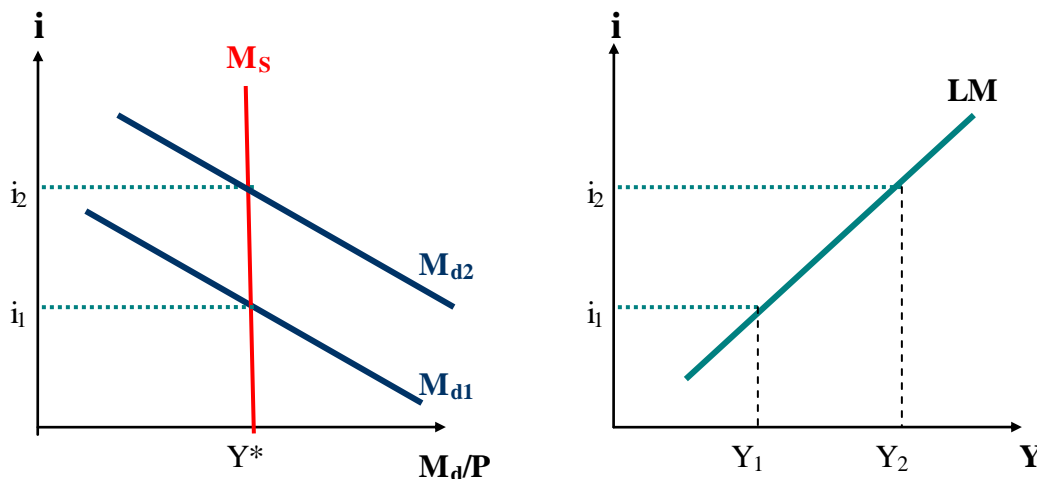 i
M_S
i_2
i_1
M_d2
M_d1
Y*
M_d/P
i
LM
i_2
i_1
Y_1
Y_2
Y